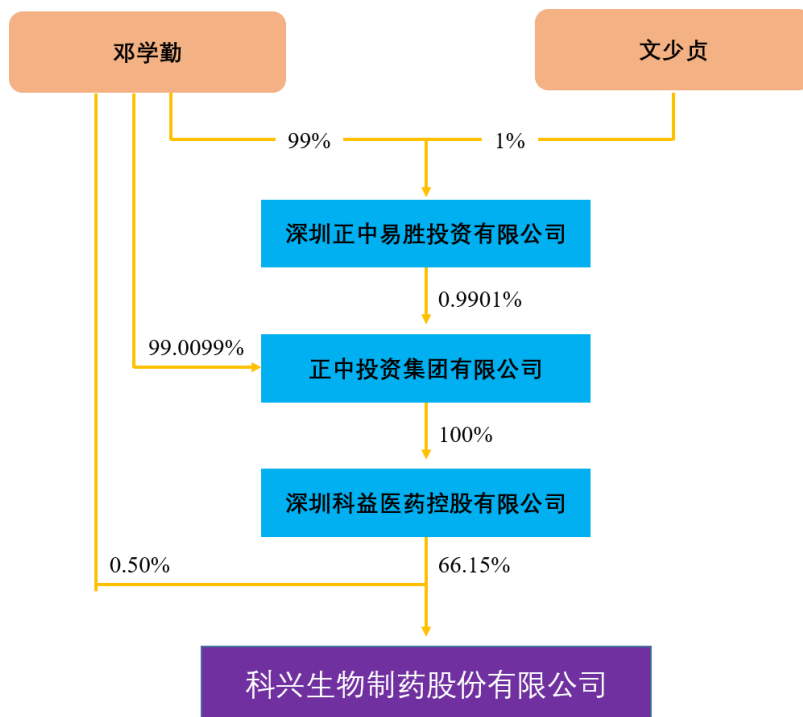 邓学勤
文少贞
99%
1%
深圳正中易胜投资有限公司
0.9901%
99.0099%
正中投资集团有限公司
100%
深圳科益医药控股有限公司
0.50%
66.15%
科兴生物制药股份有限公司